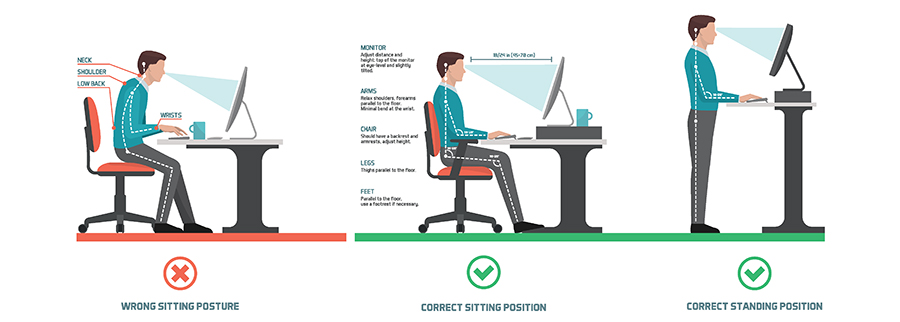 NECK
SHOULDER
LOW BACK
WRISTS
MONITOR
Adjust distance and
height, top of the monitor
at eye-level and slightly
tilted.
18/24 in (45-70 cm)
ARMS
Relax shoulders, forearms
parallel to the floor.
Minimal bend at the wrist.
CHAIR
Should have a backrest and
armrests, adjust height.
LEGS
Thighs parallel to the floor.
FEET
Parallel to the floor,
use a footrest if necessary.
WRONG SITTING POSTURE
CORRECT SITTING POSITION
CORRECT STANDING POSITION